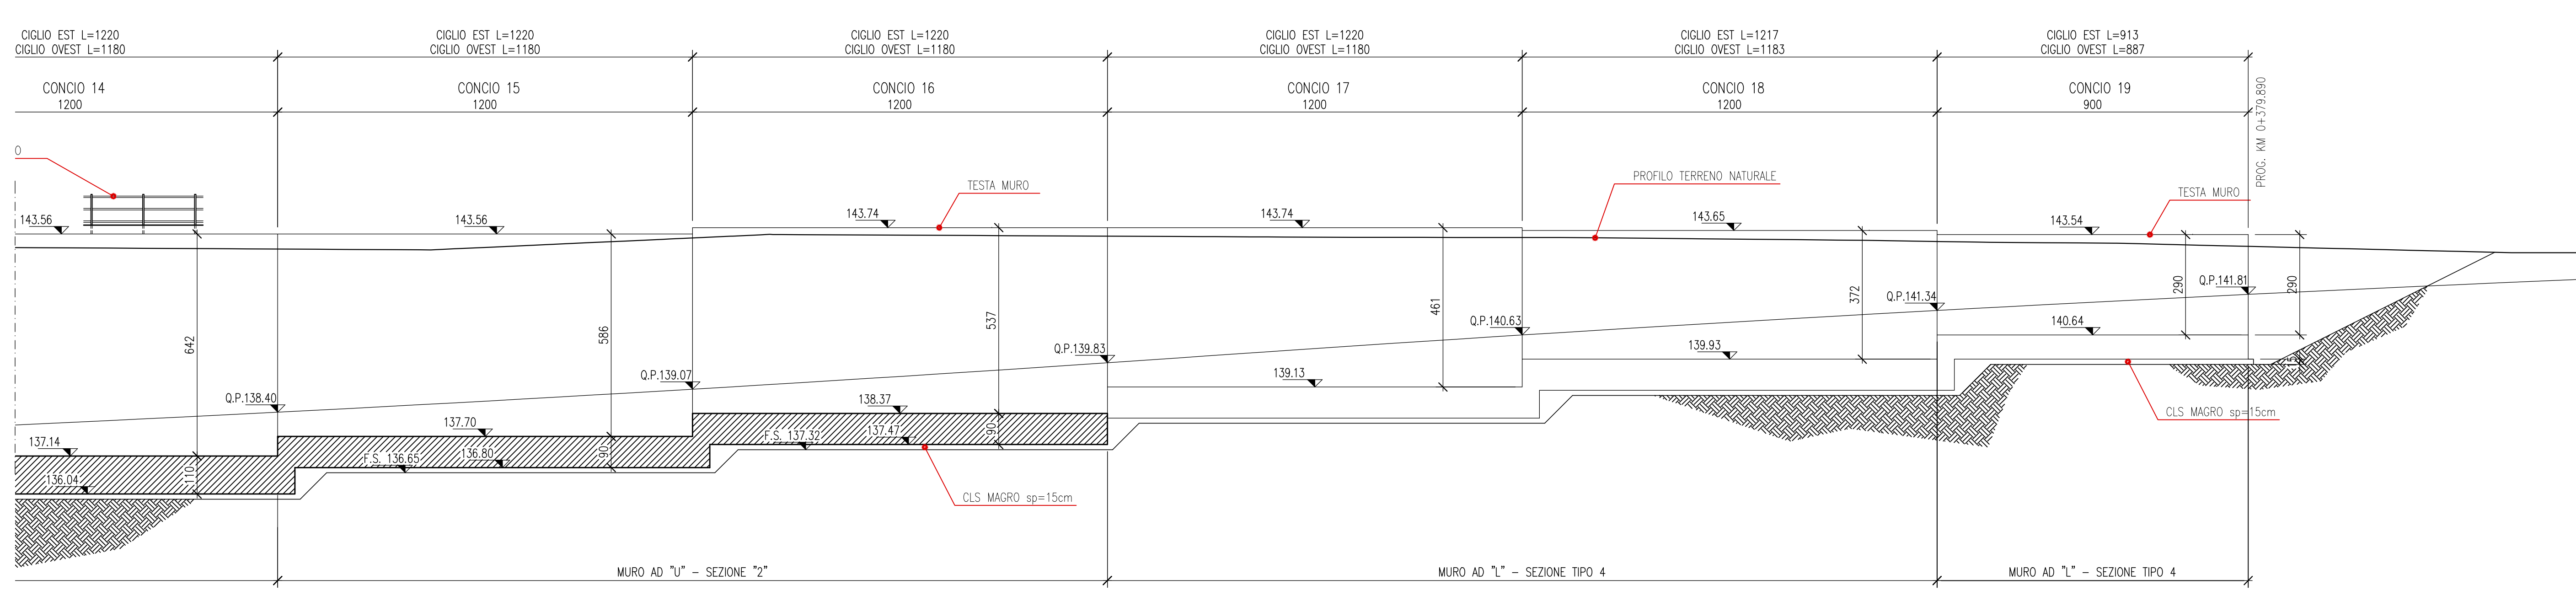 CIGLIO EST L=1220
CIGLIO OVEST L=1180
CIGLIO EST L=1220
CIGLIO OVEST L=1180
CIGLIO EST L=1220
CIGLIO OVEST L=1180
CIGLIO EST L=1220
CIGLIO OVEST L=1180
CIGLIO EST L=1217
CIGLIO OVEST L=1183
CIGLIO EST L=913
CIGLIO OVEST L=887
CONCIO 14
1200
CONCIO 15
1200
CONCIO 16
1200
CONCIO 17
1200
CONCIO 18
1200
CONCIO 19
900
PROG. KM 0+379.890
O
TESTA MURO
PROFILO TERRENO NATURALE
TESTA MURO
143.56
143.56
143.74
143.74
143.65
143.54
642
586
537
461
372
290
290
Q.P.138.40
Q.P.139.07
Q.P.139.83
Q.P.140.63
Q.P.141.34
Q.P.141.81
137.14
137.70
138.37
139.13
139.93
140.64
110
90
90
15
136.04
F.S. 136.65
136.80
F.S. 137.32
137.47
CLS MAGRO sp=15cm
CLS MAGRO sp=15cm
MURO AD "U" - SEZIONE "2"
MURO AD "L" - SEZIONE TIPO 4
MURO AD "L" - SEZIONE TIPO 4